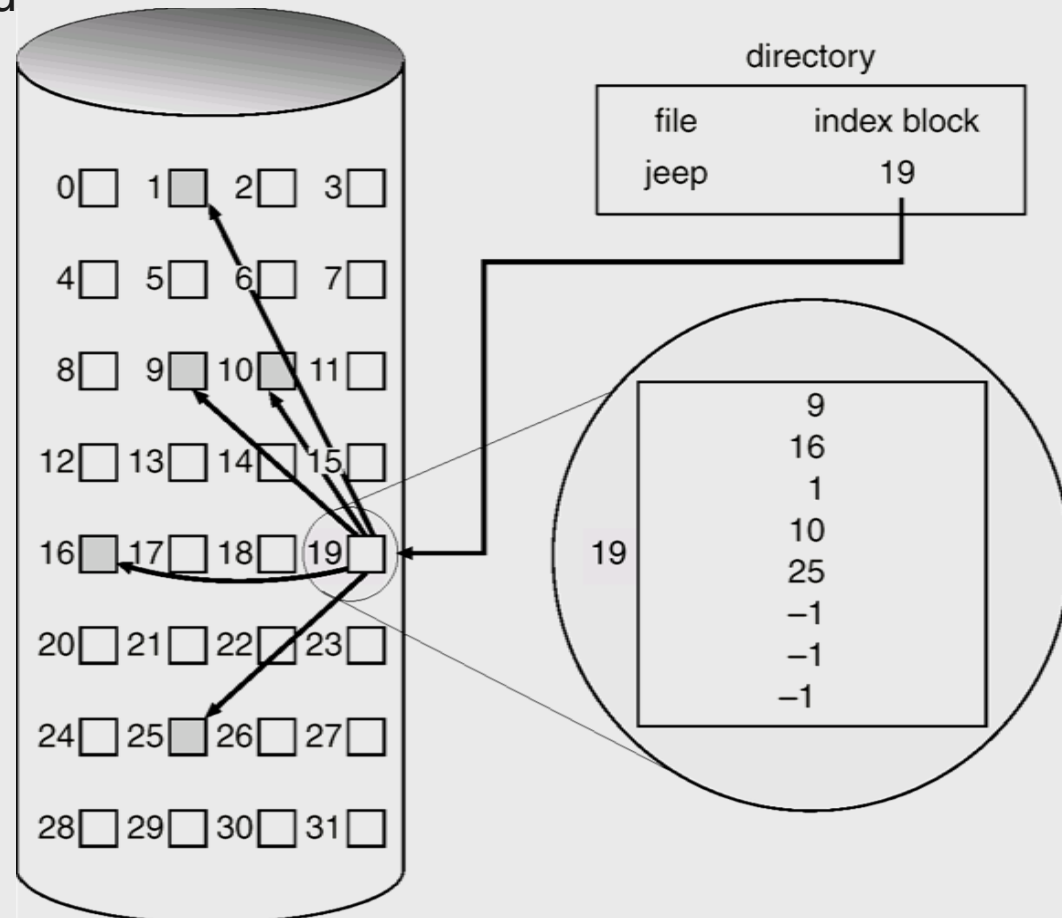 directory
file index block
jeep 19
0 1 2 3
4 5 6 7
8 9 10 11
12 13 14 15
16 17 18 19
20 21 22 23
24 25 26 27
28 29 30 31
19
9
16
1
10
25
–1
–1
–1